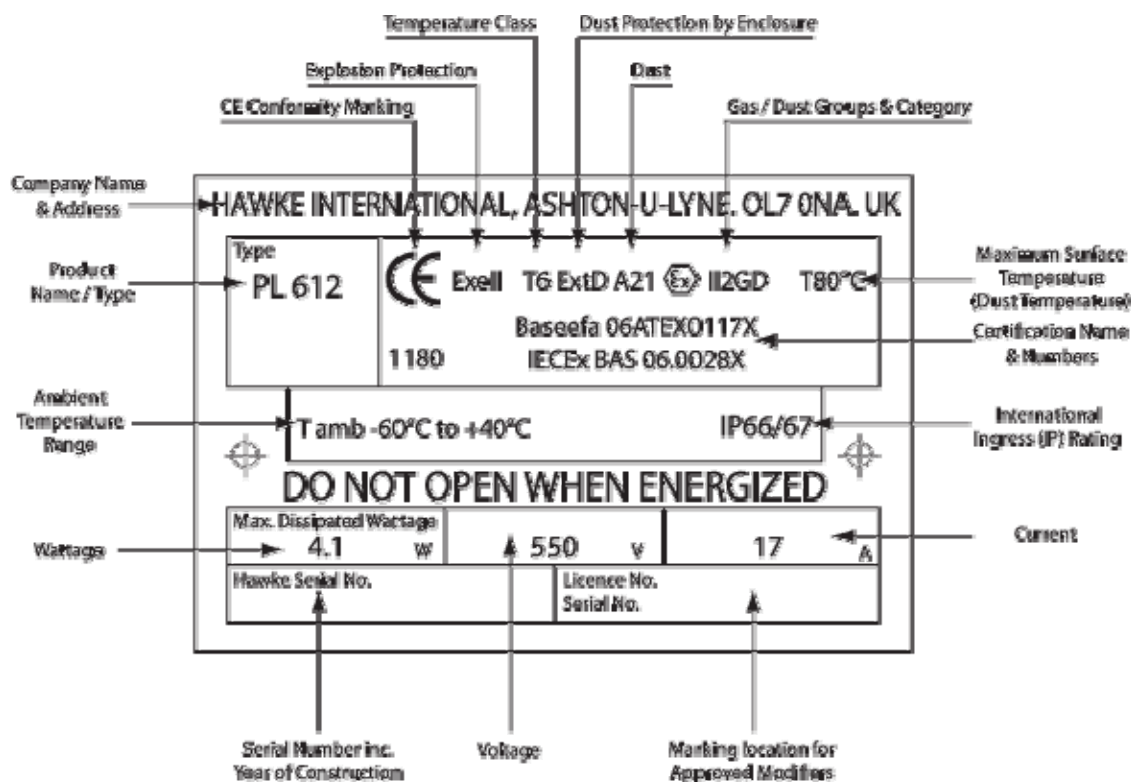 Temperature Class
Dust Protection by Enclosure
Explosion Protection
Dust
CE Conformity Marking
Gas / Dust Groups & Category
Company Name
& Address
HAWKE INTERNATIONAL, ASHTON-U-LYNE. OL7 0NA. UK
Product
Name / Type
Type
PL 612
CE ExeII T6 ExtD A21 Ex II2GD T80°C
Baseefa 06ATEX0117X
1180 IECEx BAS 06.0028X
Maximum Surface
Temperature
(Dust Temperature)
Certification Name
& Numbers
Ambient
Temperature
Range
T amb -60°C to +40°C IP66/67
International
Ingress (IP) Rating
DO NOT OPEN WHEN ENERGIZED
Wattage
Max. Dissipated Wattage
4.1 W 550 V 17 A
Current
Hawke Serial No.
Licence No.
Serial No.
Serial Number inc.
Year of Construction
Voltage
Marking location for
Approved Modifiers